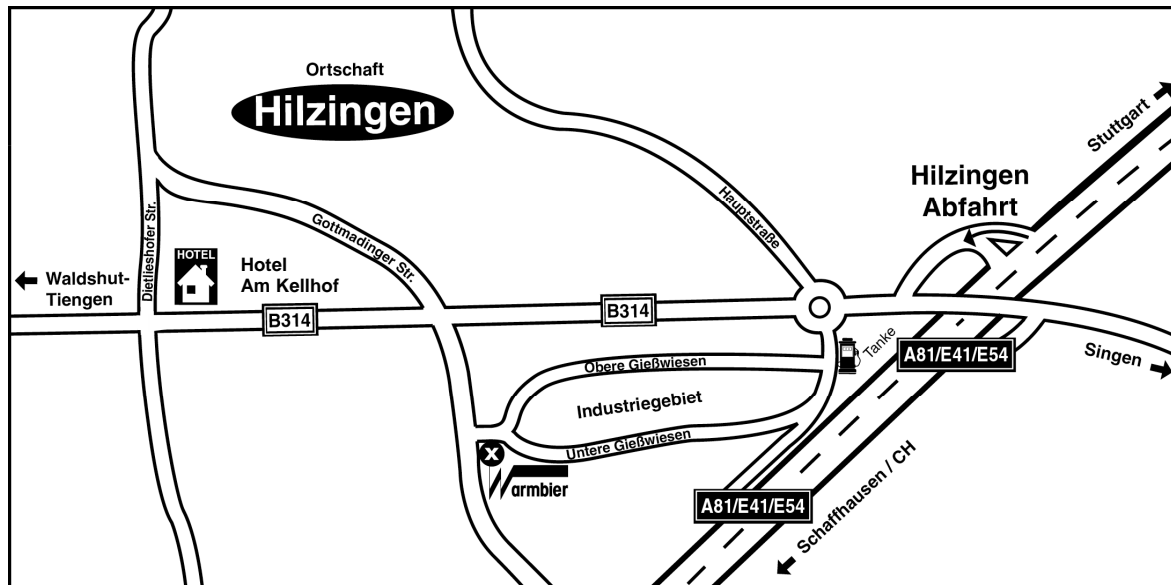 Ortschaft
Hilzingen
Stuttgart
Hilzingen
Abfahrt
Hauptstraße
Dietlieshofer Str.
Gottmadinger Str.
HOTEL
Hotel
Am Kellhof
Waldshut-
Tiengen
B314
B314
Tanke
A81/E41/E54
Singen
Obere Gießwiesen
Industriegebiet
Untere Gießwiesen
X
Warmbier
A81/E41/E54
Schaffhausen / CH